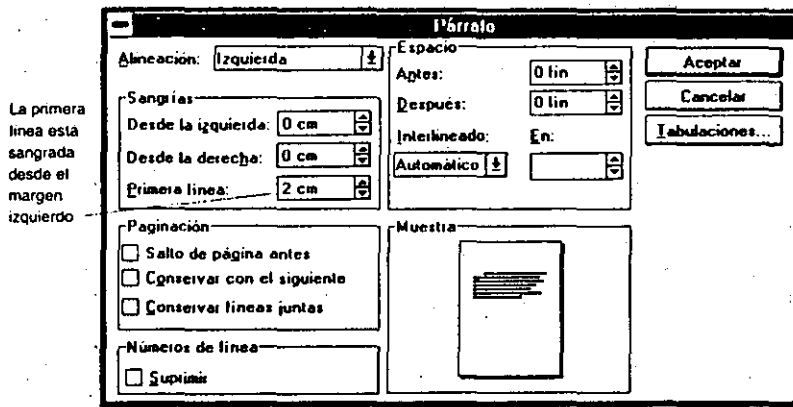 Párrafo
Alineación: Izquierda
Sangrías
Desde la izquierda: 0 cm
Desde la derecha: 0 cm
Primera línea: 2 cm
Espacio
Antes: 0 lin
Después: 0 lin
Interlineado: En:
Automático
Aceptar
Cancelar
Tabulaciones...
La primera
línea está
sangrada
desde el
margen
izquierdo
Paginación
Salto de página antes
Conservar con el siguiente
Conservar líneas juntas
Números de línea
Suprimir
Muestra